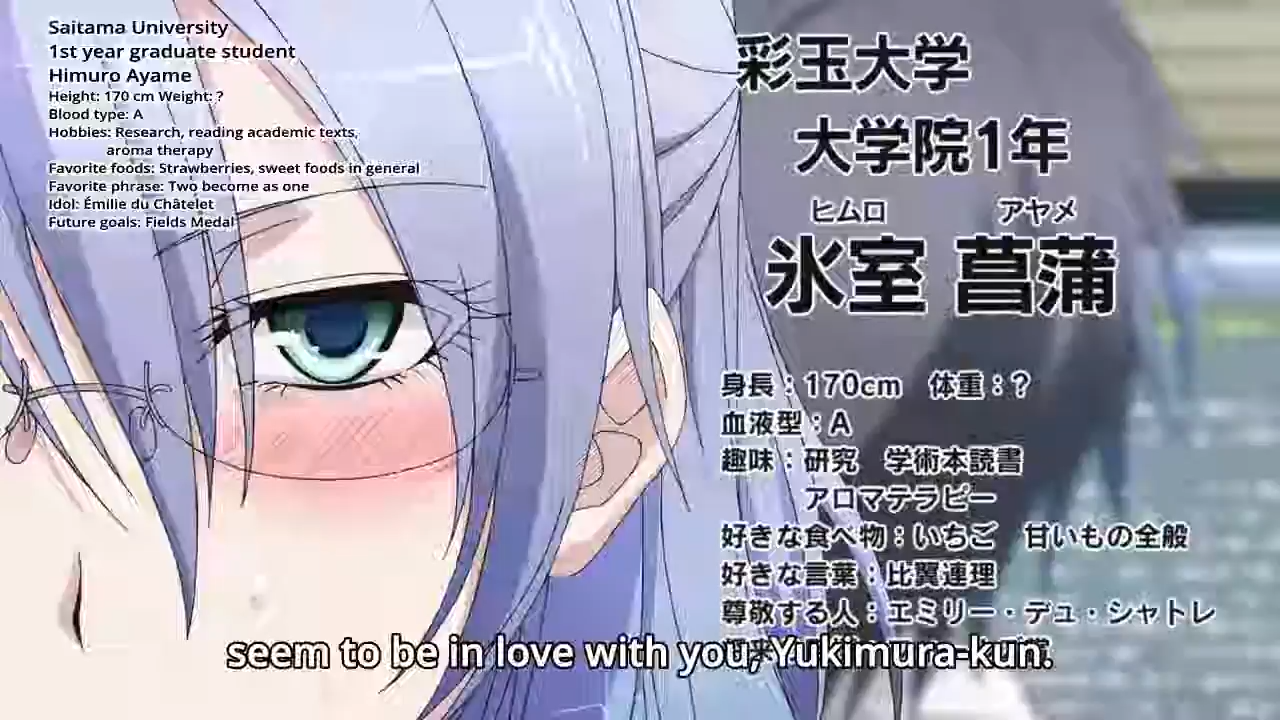 Saitama University
1st year graduate student
Himuro Ayame
Height: 170 cm Weight: ?
Blood type: A
Hobbies: Research, reading academic texts,
aroma therapy
Favorite foods: Strawberries, sweet foods in general
Favorite phrase: Two become as one
Idol: Émilie du Châtelet
Future goals: Fields Medal
彩玉大学
大学院1年
ヒムロ アヤメ
氷室 菖蒲
身長：170cm 体重：?
血液型：A
趣味：研究 学術本読書
アロマテラピー
好きな食べ物：いちご 甘いもの全般
好きな言葉：比翼連理
尊敬する人：エミリー・デュ・シャトレ
seem to be in love with you, Yukimura-kun.